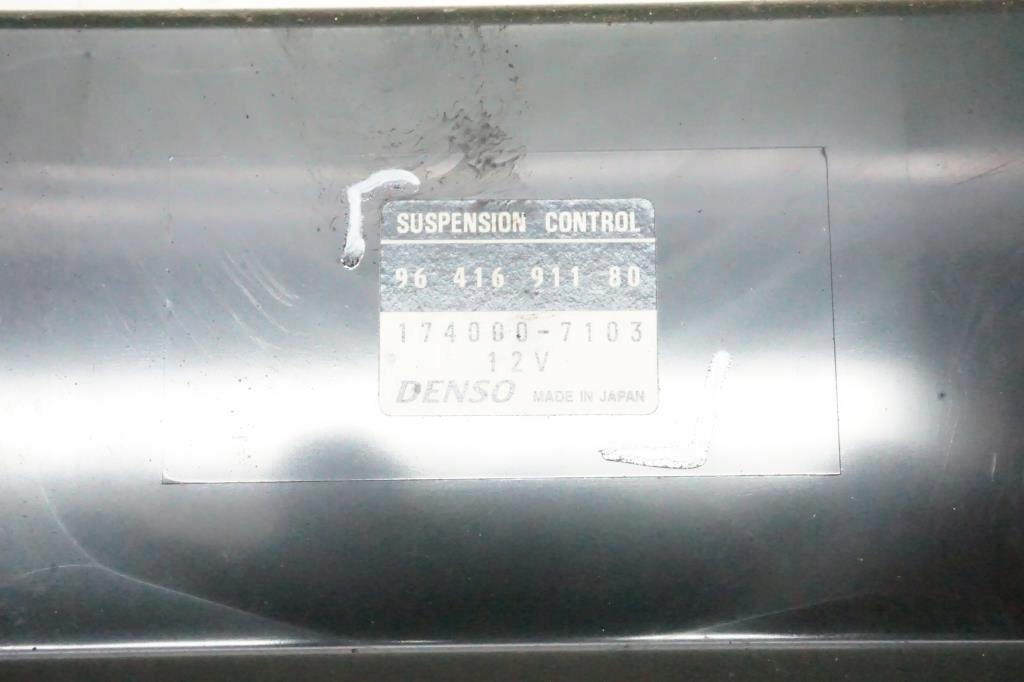 SUSPENSION CONTROL
96 416 911 80
174000-7103
12V
DENSO MADE IN JAPAN